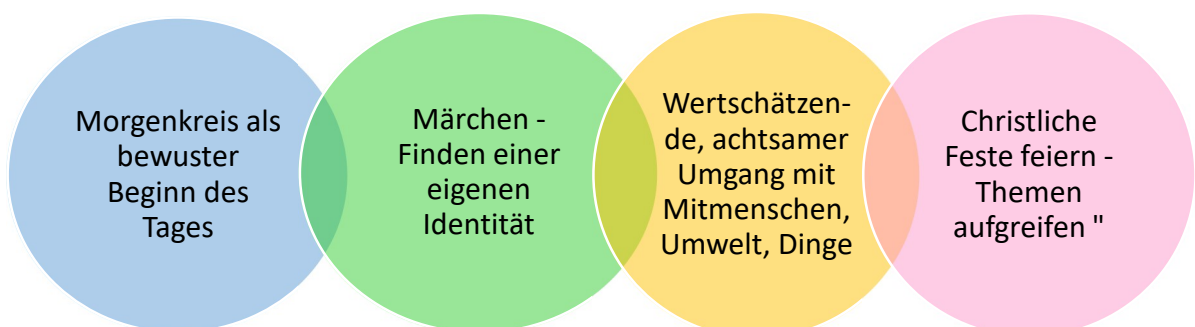 Morgenkreis als
bewuster
Beginn des
Tages
Märchen -
Finden einer
eigenen
Identität
Wertschätzen-
de, achtsamer
Umgang mit
Mitmenschen,
Umwelt, Dinge
Christliche
Feste feiern -
Themen
aufgreifen "